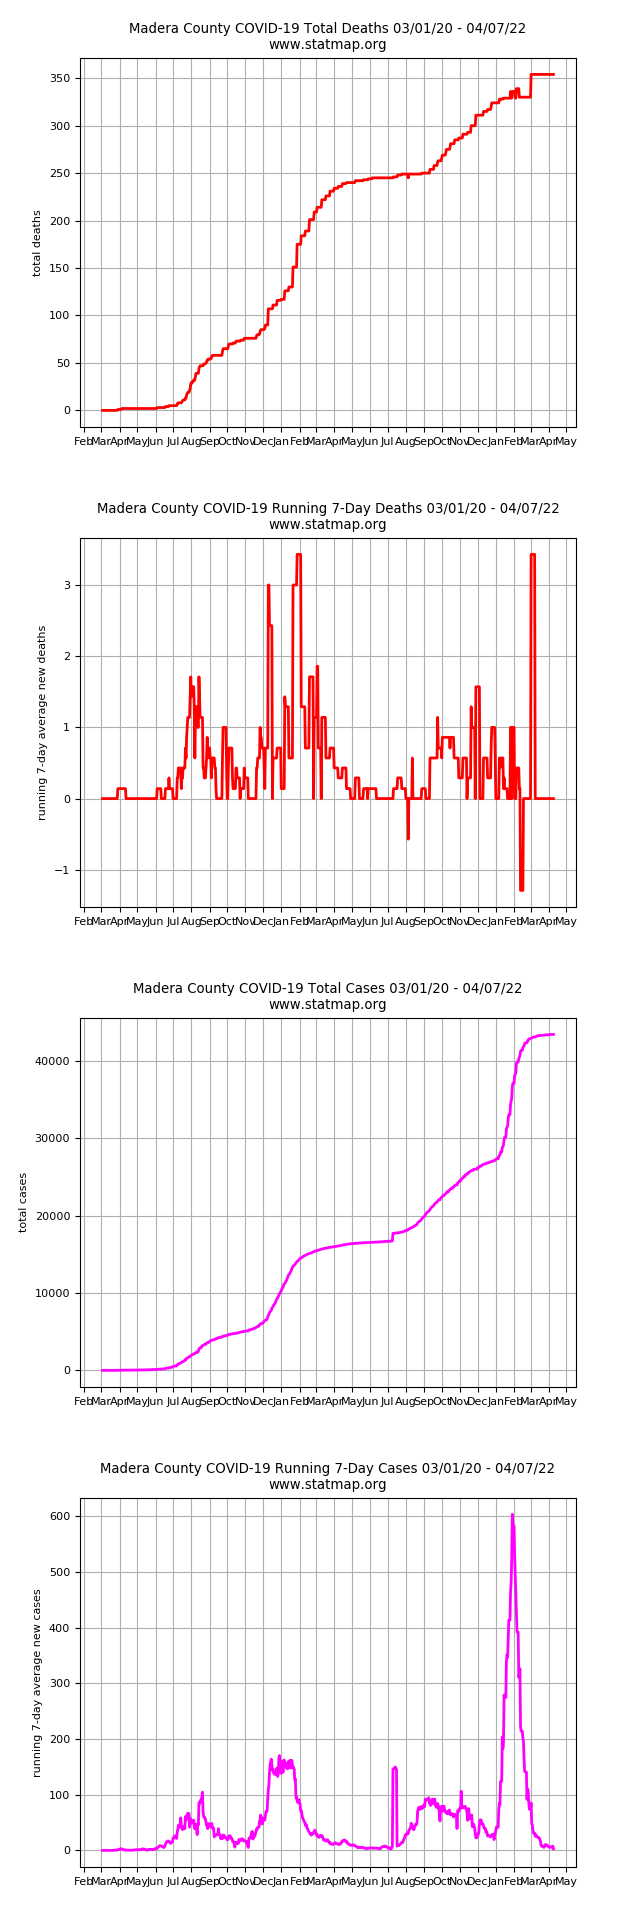 Madera County COVID-19 Total Deaths 03/01/20 - 04/07/22
www.statmap.org
350
300
250
200
150
100
50
0
total deaths
Feb Mar Apr May Jun Jul Aug Sep Oct Nov Dec Jan Feb Mar Apr May Jun Jul Aug Sep Oct Nov Dec Jan Feb Mar Apr May
Madera County COVID-19 Running 7-Day Deaths 03/01/20 - 04/07/22
www.statmap.org
3
2
1
0
−1
running 7-day average new deaths
Feb Mar Apr May Jun Jul Aug Sep Oct Nov Dec Jan Feb Mar Apr May Jun Jul Aug Sep Oct Nov Dec Jan Feb Mar Apr May
Madera County COVID-19 Total Cases 03/01/20 - 04/07/22
www.statmap.org
40000
30000
20000
10000
0
total cases
Feb Mar Apr May Jun Jul Aug Sep Oct Nov Dec Jan Feb Mar Apr May Jun Jul Aug Sep Oct Nov Dec Jan Feb Mar Apr May
Madera County COVID-19 Running 7-Day Cases 03/01/20 - 04/07/22
www.statmap.org
600
500
400
300
200
100
0
running 7-day average new cases
Feb Mar Apr May Jun Jul Aug Sep Oct Nov Dec Jan Feb Mar Apr May Jun Jul Aug Sep Oct Nov Dec Jan Feb Mar Apr May